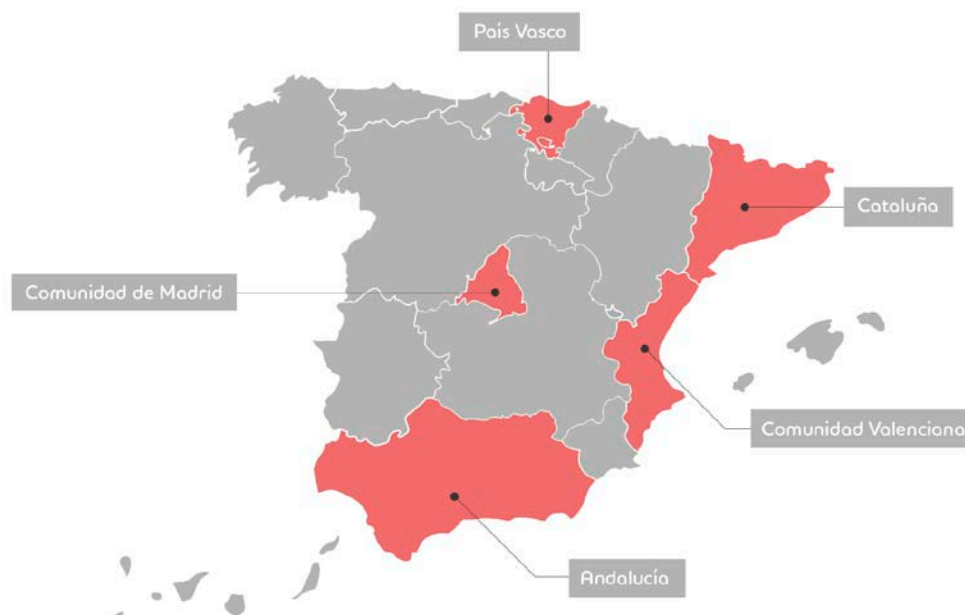 País Vasco
Cataluña
Comunidad de Madrid
Comunidad Valenciana
Andalucía